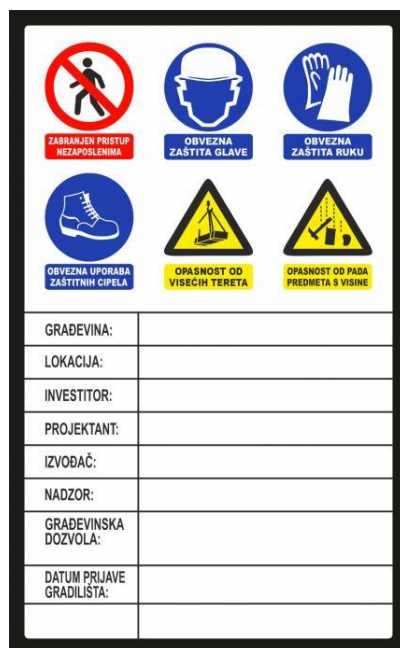 ZABRANJEN PRISTUP
NEZAPOSLENIMA
OBVEZNA
ZAŠTITA GLAVE
OBVEZNA
ZAŠTITA RUKU
OBVEZNA UPORABA
ZAŠTITNIH CIPELA
OPASNOST OD
VISEĆIH TERETA
OPASNOST OD PADA
PREDMETA S VISINE
GRAĐEVINA:
LOKACIJA:
INVESTITOR:
PROJEKTANT:
IZVOĐAČ:
NADZOR:
GRAĐEVINSKA
DOZVOLA:
DATUM PRIJAVE
GRADILIŠTA: